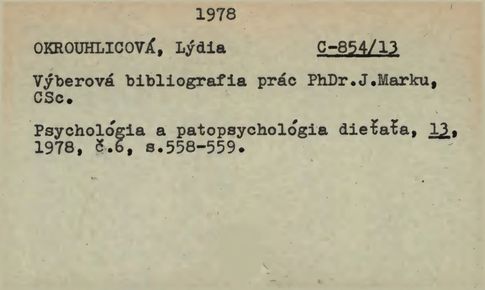 1978
OKROUHLICOVÁ, Lýdia C-854/13
Výberová bibliografia prác PhDr.J.Marku,
CSc.
Psychológia a patopsychológia dieťaťa, 13,
1978, č.6, s.558-559.